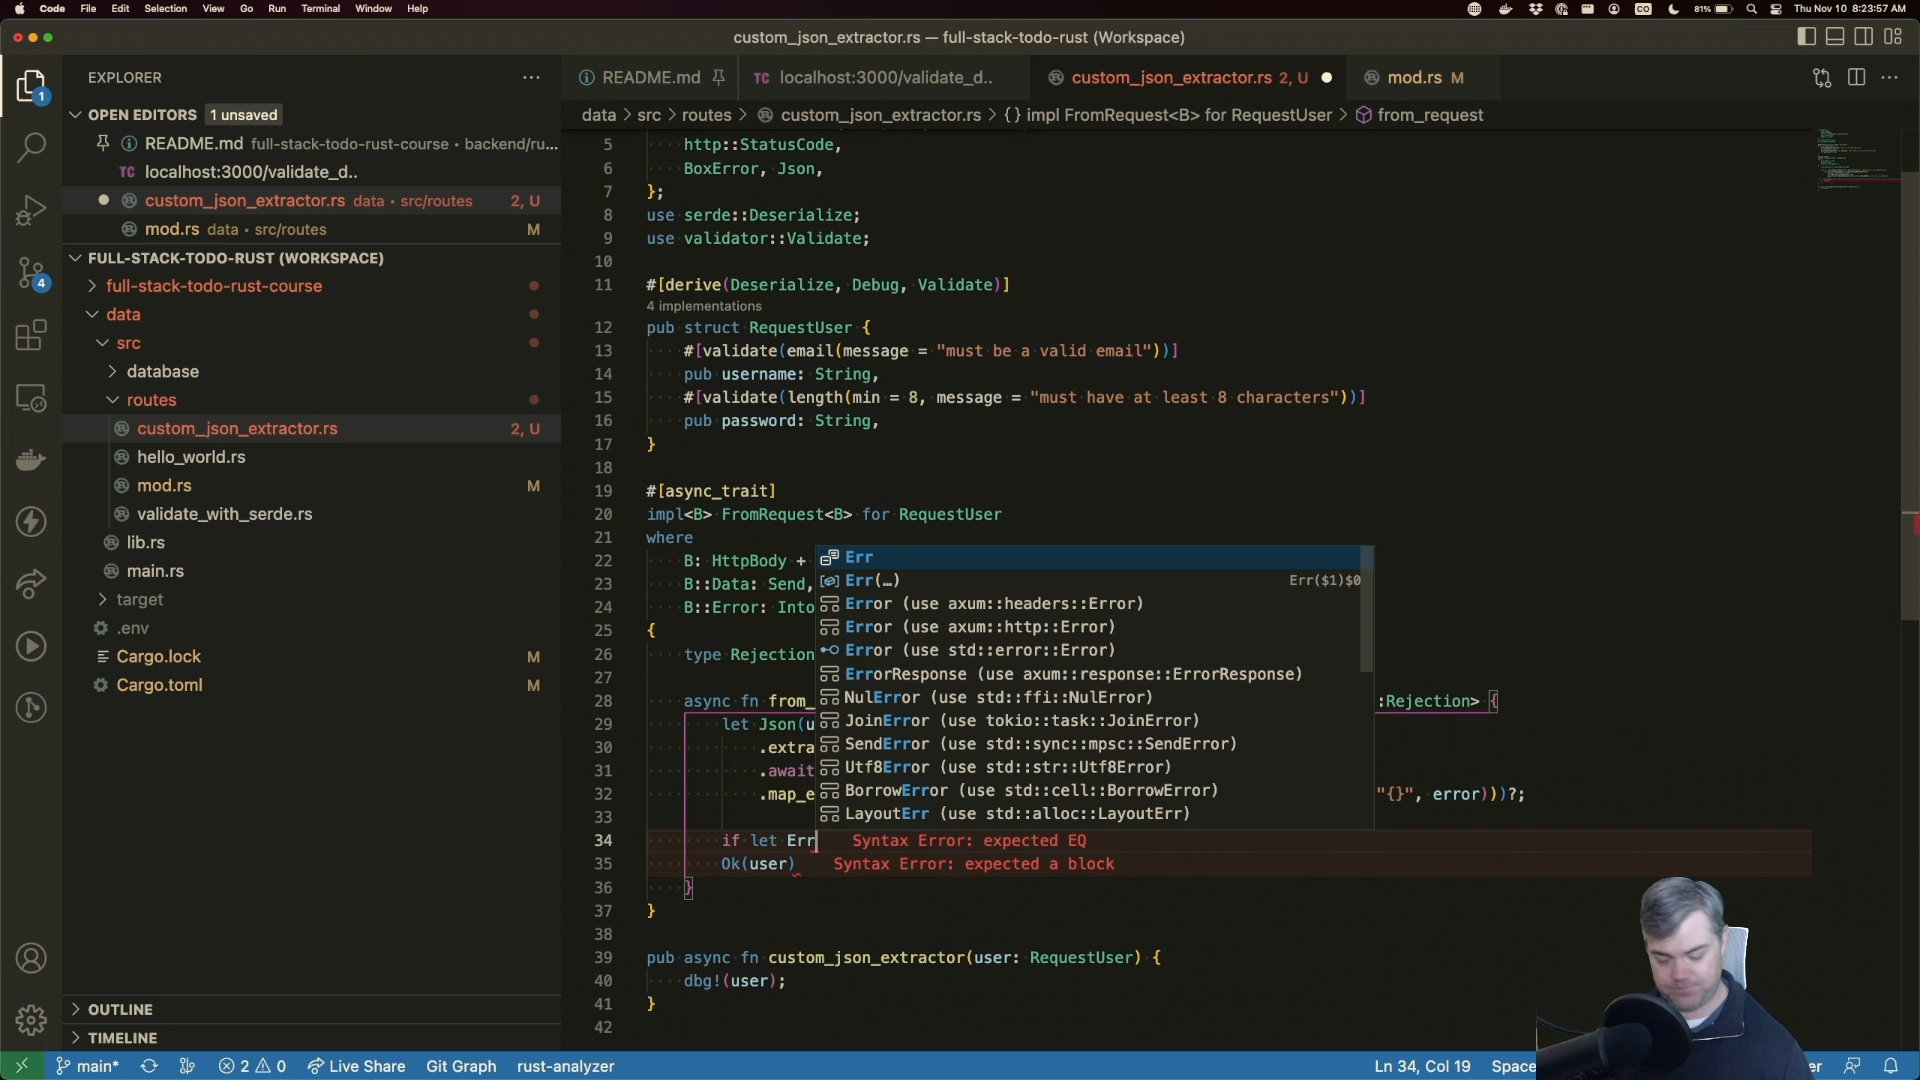 Code File Edit Selection View Go Run Terminal Window Help CO 81% Thu Nov 10 8:23:57 AM
custom_json_extractor.rs — full-stack-todo-rust (Workspace)
EXPLORER
README.md
TC localhost:3000/validate_d..
custom_json_extractor.rs 2, U
mod.rs M
data > src > routes > custom_json_extractor.rs > {} impl FromRequest<B> for RequestUser > from_request
OPEN EDITORS 1 unsaved
README.md full-stack-todo-rust-course • backend/ru...
TC localhost:3000/validate_d..
custom_json_extractor.rs data • src/routes 2, U
mod.rs data • src/routes M
FULL-STACK-TODO-RUST (WORKSPACE)
full-stack-todo-rust-course
data
src
database
routes
custom_json_extractor.rs 2, U
hello_world.rs
mod.rs M
validate_with_serde.rs
lib.rs
main.rs
target
.env
Cargo.lock M
Cargo.toml M
OUTLINE
TIMELINE
1
4
5 http::StatusCode,
6 BoxError, Json,
7 };
8 use serde::Deserialize;
9 use validator::Validate;
10
11 #[derive(Deserialize, Debug, Validate)]
4 implementations
12 pub struct RequestUser {
13 #[validate(email(message = "must be a valid email"))]
14 pub username: String,
15 #[validate(length(min = 8, message = "must have at least 8 characters"))]
16 pub password: String,
17 }
18
19 #[async_trait]
20 impl<B> FromRequest<B> for RequestUser
21 where
22 B: HttpBody +
23 B::Data: Send,
24 B::Error: Into
25 {
26 type Rejection
27
28 async fn from_ :Rejection> {
29 let Json(u
30 .extra
31 .await
32 .map_e "{}", error)))?;
33
34 if let Err Syntax Error: expected EQ
35 Ok(user) Syntax Error: expected a block
36 }
37 }
38
39 pub async fn custom_json_extractor(user: RequestUser) {
40 dbg!(user);
41 }
42
Err
Err(…) Err($1)$0
Error (use axum::headers::Error)
Error (use axum::http::Error)
Error (use std::error::Error)
ErrorResponse (use axum::response::ErrorResponse)
NulError (use std::ffi::NulError)
JoinError (use tokio::task::JoinError)
SendError (use std::sync::mpsc::SendError)
Utf8Error (use std::str::Utf8Error)
BorrowError (use std::cell::BorrowError)
LayoutErr (use std::alloc::LayoutErr)
main* 2 0 Live Share Git Graph rust-analyzer Ln 34, Col 19 Space er